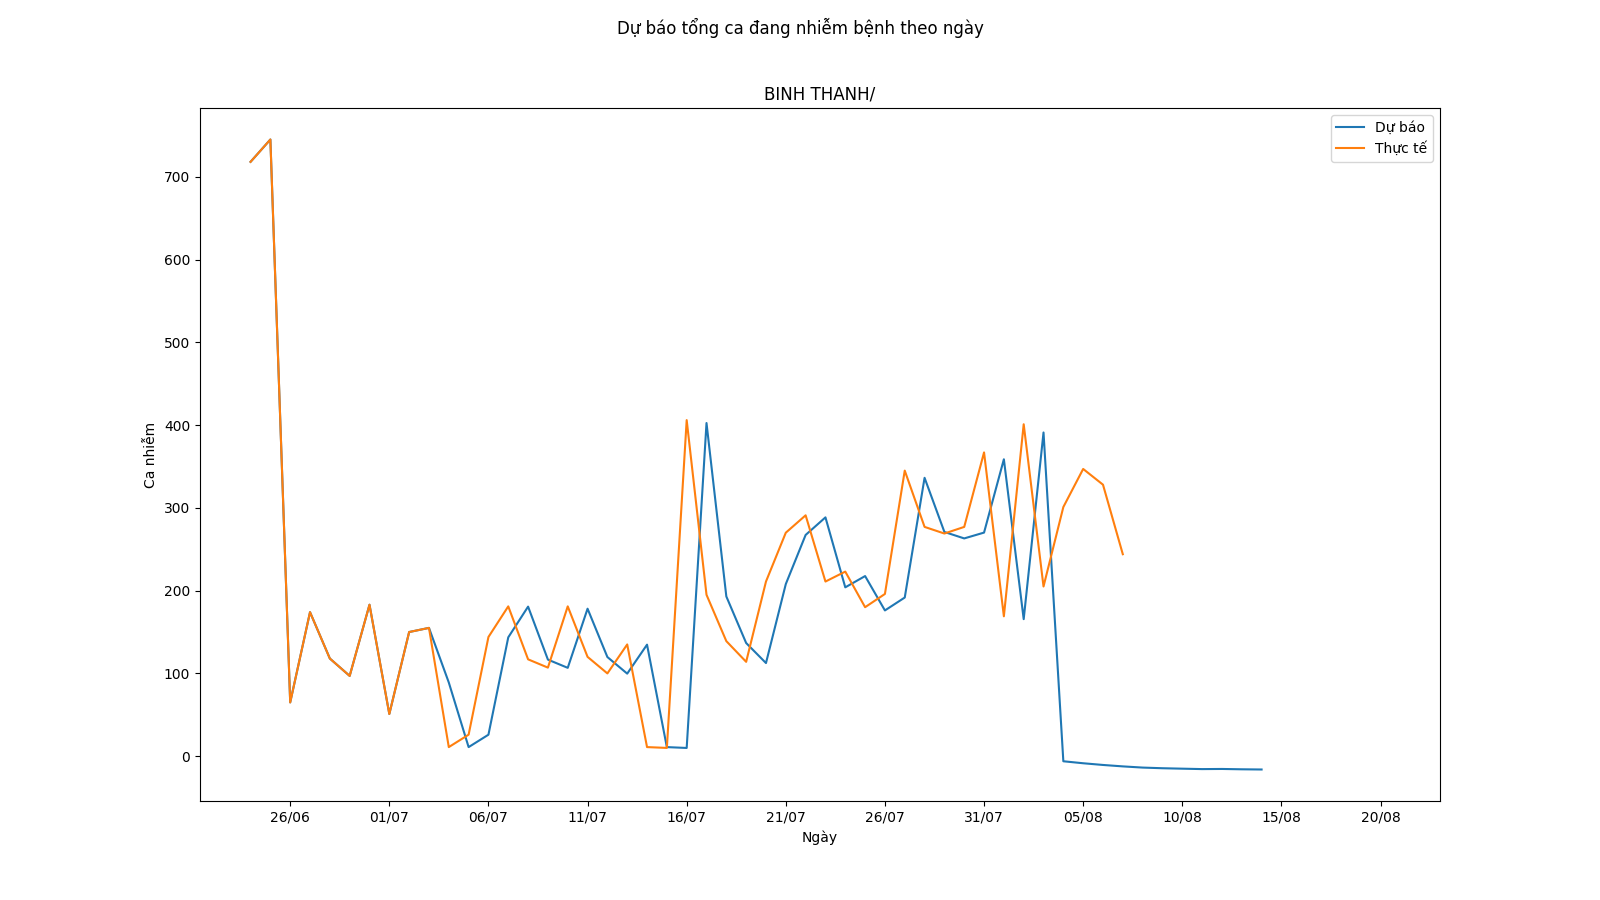 Dự báo tổng ca đang nhiễm bệnh theo ngày
BINH THANH/
Dự báo
Thực tế
Ca nhiễm
700
600
500
400
300
200
100
0
26/06 01/07 06/07 11/07 16/07 21/07 26/07 31/07 05/08 10/08 15/08 20/08
Ngày